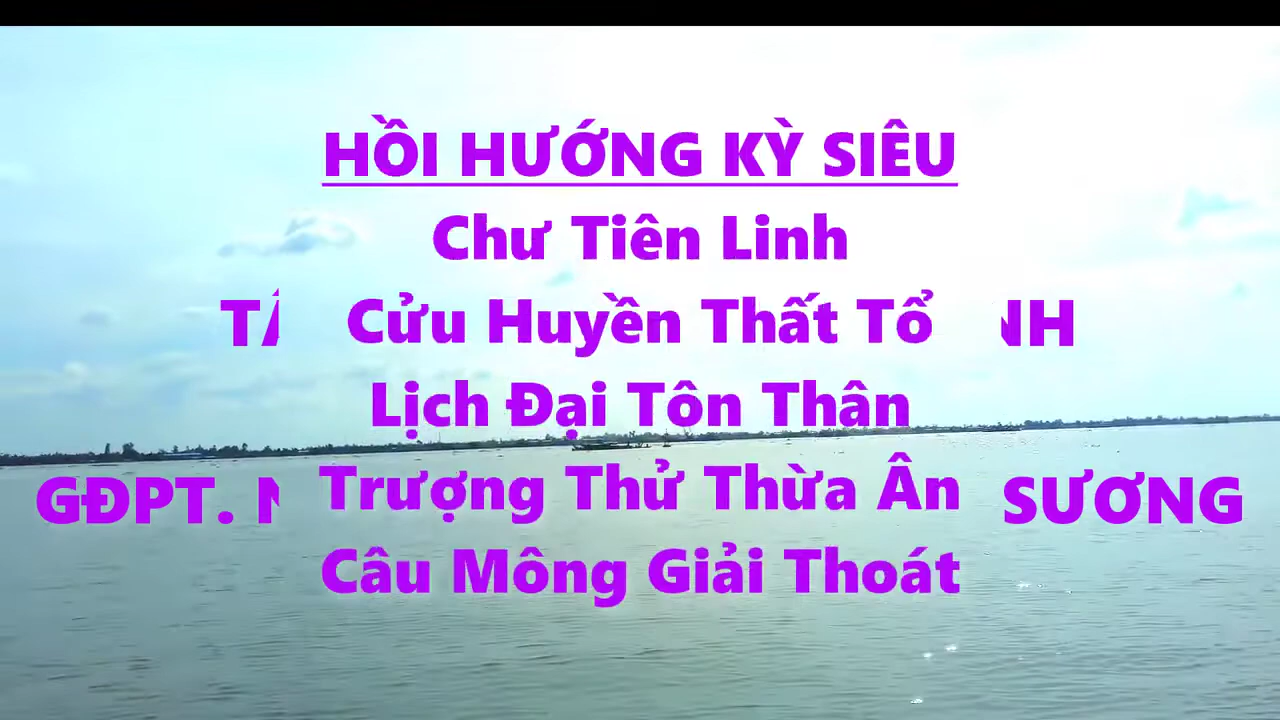 HỒI HƯỚNG KỲ SIÊU
Chư Tiên Linh
Cửu Huyền Thất Tổ
Lịch Đại Tôn Thân
GĐPT. Trượng Thử Thừa Ân SƯƠNG
Câu Mông Giải Thoát